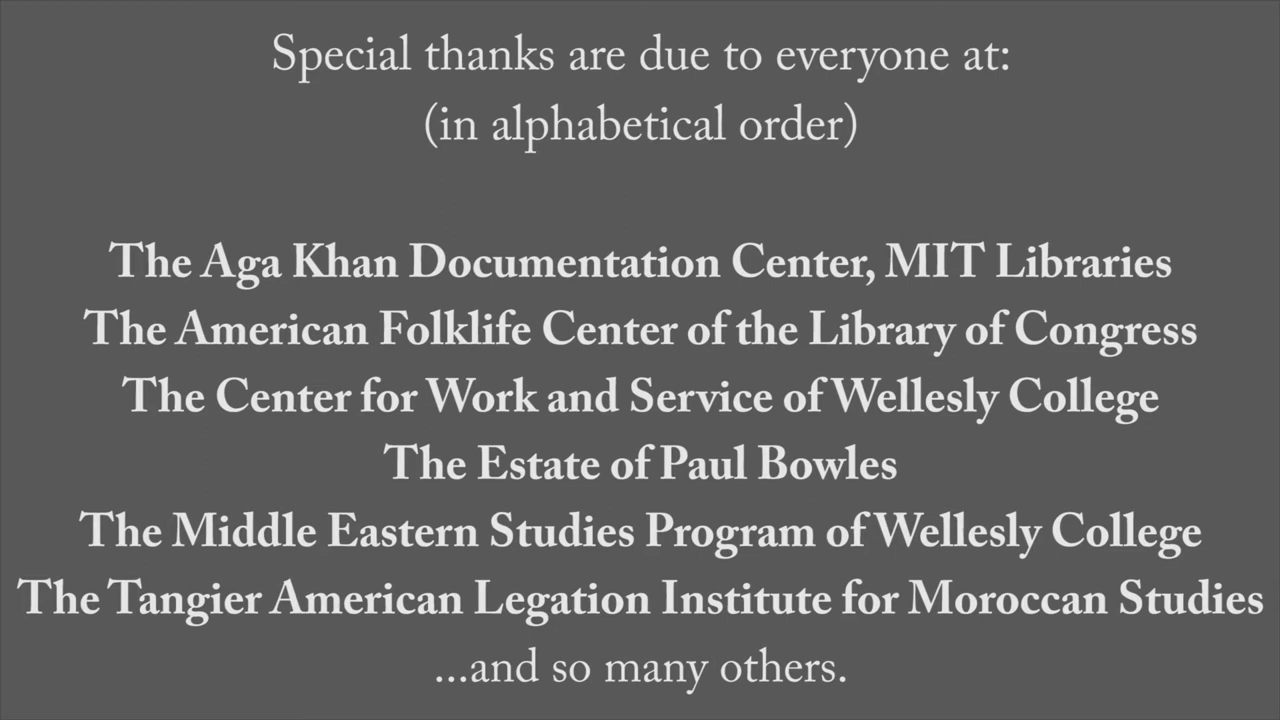 Special thanks are due to everyone at:
(in alphabetical order)
The Aga Khan Documentation Center, MIT Libraries
The American Folklife Center of the Library of Congress
The Center for Work and Service of Wellesly College
The Estate of Paul Bowles
The Middle Eastern Studies Program of Wellesly College
The Tangier American Legation Institute for Moroccan Studies
...and so many others.